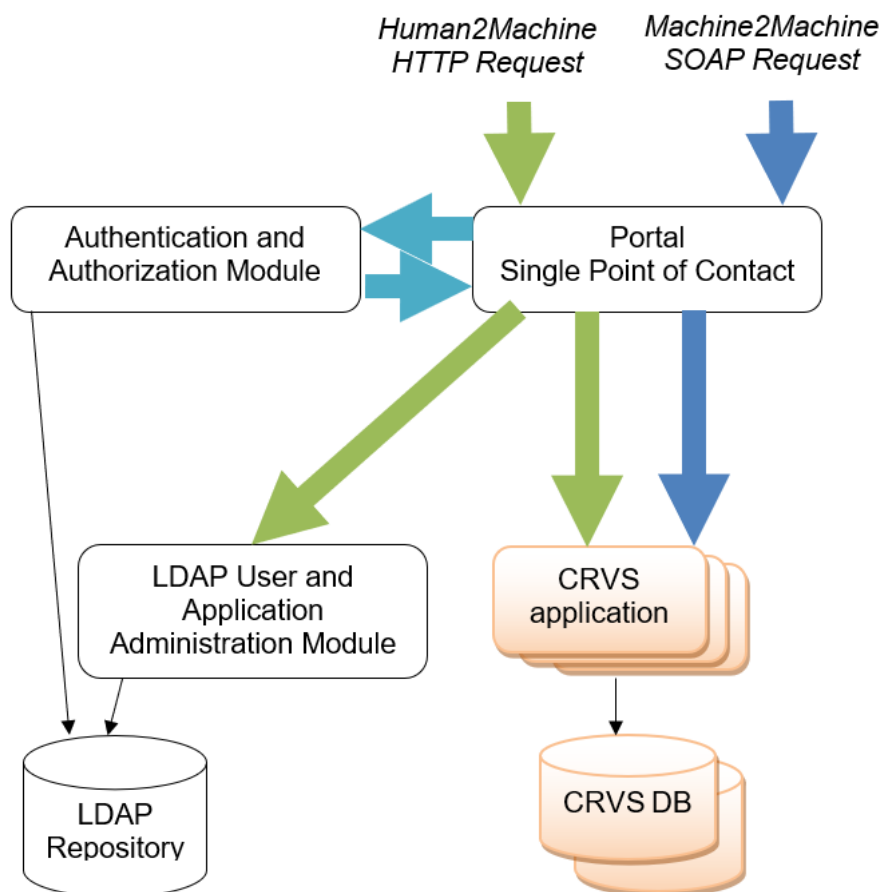 Human2Machine
HTTP Request
Machine2Machine
SOAP Request
Authentication and
Authorization Module
Portal
Single Point of Contact
LDAP User and
Application
Administration Module
CRVS
application
LDAP
Repository
CRVS DB